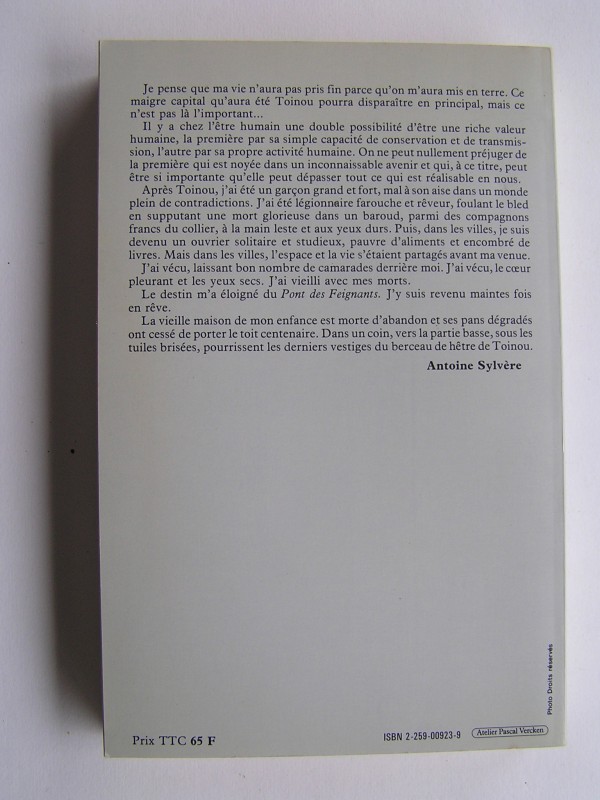 Je pense que ma vie n'aura pas pris fin parce qu'on m'aura mis en terre. Ce
maigre capital qu'aura été Toinou pourra disparaître en principal, mais ce
n'est pas là l'important...
Il y a chez l'être humain une double possibilité d'être une riche valeur
humaine, la première par sa simple capacité de conservation et de transmis-
sion, l'autre par sa propre activité humaine. On ne peut nullement préjuger de
la première qui est noyée dans un inconnaissable avenir et qui, à ce titre, peut
être si importante qu'elle peut dépasser tout ce qui est réalisable en nous.
Après Toinou, j'ai été un garçon grand et fort, mal à son aise dans un monde
plein de contradictions. J'ai été légionnaire farouche et rêveur, foulant le bled
en supputant une mort glorieuse dans un baroud, parmi des compagnons
francs du collier, à la main leste et aux yeux durs. Puis, dans les villes, je suis
devenu un ouvrier solitaire et studieux, pauvre d'aliments et encombré de
livres. Mais dans les villes, l'espace et la vie s'étaient partagés avant ma venue.
J'ai vécu, laissant bon nombre de camarades derrière moi. J'ai vécu, le cœur
pleurant et les yeux secs. J'ai vieilli avec mes morts.
Le destin m'a éloigné du Pont des Feignants. J'y suis revenu maintes fois
en rêve.
La vieille maison de mon enfance est morte d'abandon et ses pans dégradés
ont cessé de porter le toit centenaire. Dans un coin, vers la partie basse, sous les
tuiles brisées, pourrissent les derniers vestiges du berceau de hêtre de Toinou.
Antoine Sylvère
Photo Droits réservés
Prix TTC 65 F
ISBN 2-259-00923-9
Atelier Pascal Vercken